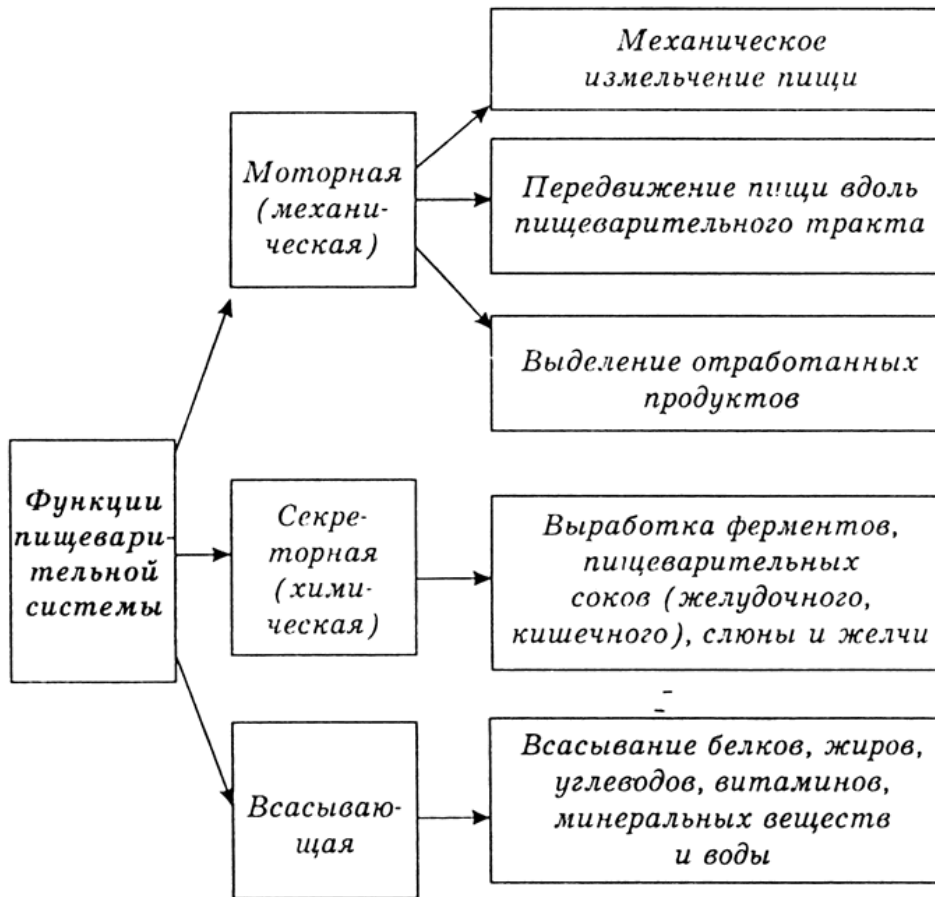 Механическое
измельчение пищи
Моторная
(механи-
ческая)
Передвижение пищи вдоль
пищеварительного тракта
Выделение отработанных
продуктов
Функции
пищевари-
тельной
системы
Секре-
торная
(хими-
ческая)
Выработка ферментов,
пищеварительных
соков (желудочного,
кишечного), слюны и желчи
Всасываю-
щая
Всасывание белков, жиров,
углеводов, витаминов,
минеральных веществ
и воды